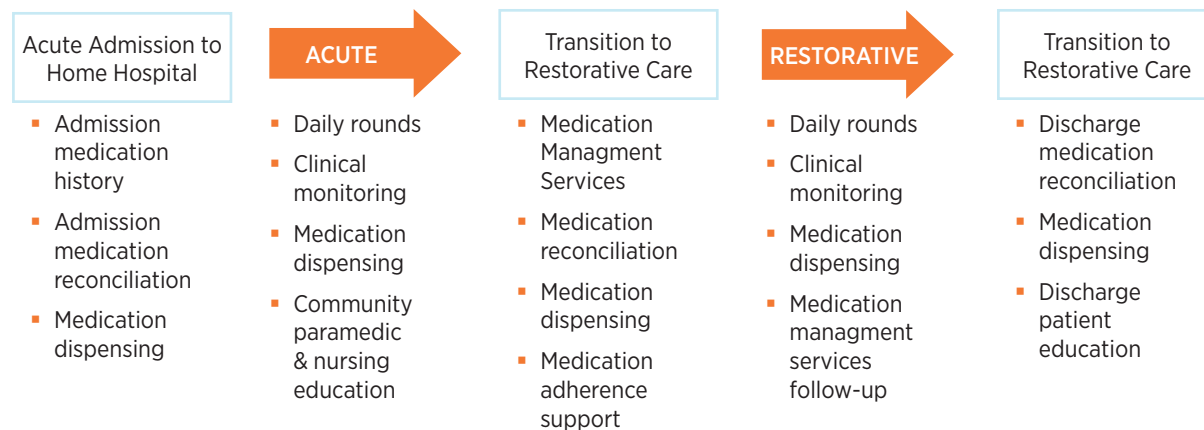 Acute Admission to
Home Hospital
▪ Admission
medication
history
▪ Admission
medication
reconciliation
▪ Medication
dispensing
ACUTE
▪ Daily rounds
▪ Clinical
monitoring
▪ Medication
dispensing
▪ Community
paramedic
& nursing
education
Transition to
Restorative Care
▪ Medication
Managment
Services
▪ Medication
reconciliation
▪ Medication
dispensing
▪ Medication
adherence
support
RESTORATIVE
▪ Daily rounds
▪ Clinical
monitoring
▪ Medication
dispensing
▪ Medication
managment
services
follow-up
Transition to
Restorative Care
▪ Discharge
medication
reconciliation
▪ Medication
dispensing
▪ Discharge
patient
education